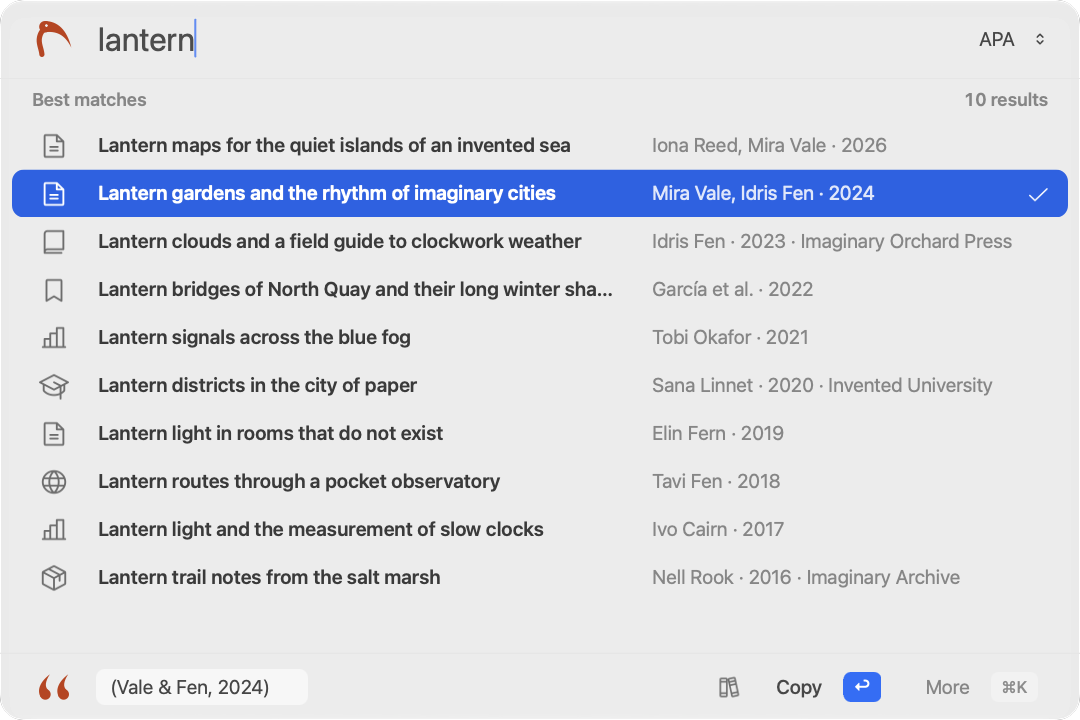 lantern
APA
Best matches
10 results
Lantern maps for the quiet islands of an invented sea Iona Reed, Mira Vale · 2026
Lantern gardens and the rhythm of imaginary cities Mira Vale, Idris Fen · 2024
Lantern clouds and a field guide to clockwork weather Idris Fen · 2023 · Imaginary Orchard Press
Lantern bridges of North Quay and their long winter sha... García et al. · 2022
Lantern signals across the blue fog Tobi Okafor · 2021
Lantern districts in the city of paper Sana Linnet · 2020 · Invented University
Lantern light in rooms that do not exist Elin Fern · 2019
Lantern routes through a pocket observatory Tavi Fen · 2018
Lantern light and the measurement of slow clocks Ivo Cairn · 2017
Lantern trail notes from the salt marsh Nell Rook · 2016 · Imaginary Archive
(Vale & Fen, 2024)
Copy
More
⌘K